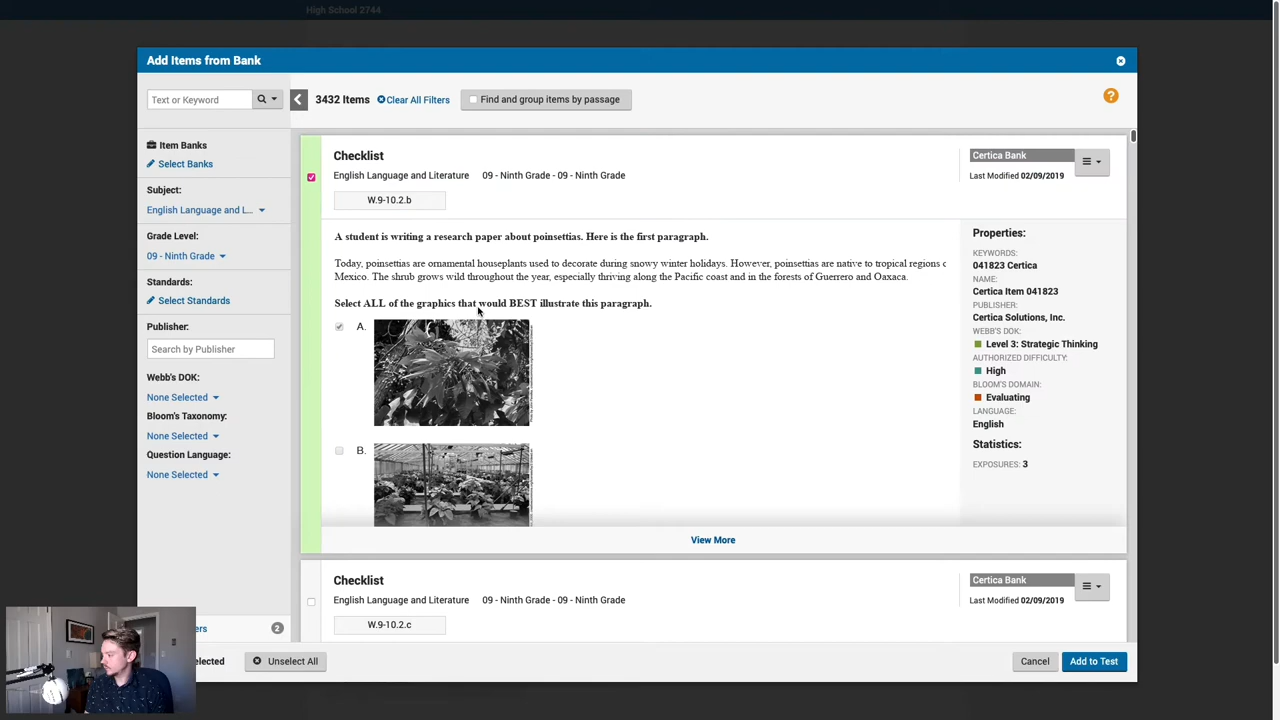 High School 2744
Add Items from Bank
3432 Items
Clear All Filters
Find and group items by passage
?
Text or Keyword
Item Banks
Select Banks
Subject:
English Language and L...
Grade Level:
09 - Ninth Grade
Standards:
Select Standards
Publisher:
Search by Publisher
Webb's DOK:
None Selected
Bloom's Taxonomy:
None Selected
Question Language:
None Selected
2
Checklist
English Language and Literature 09 - Ninth Grade - 09 - Ninth Grade
W.9-10.2.b
Certica Bank
Last Modified 02/09/2019
A student is writing a research paper about poinsettias. Here is the first paragraph.
Today, poinsettias are ornamental houseplants used to decorate during snowy winter holidays. However, poinsettias are native to tropical regions
Mexico. The shrub grows wild throughout the year, especially thriving along the Pacific coast and in the forests of Guerrero and Oaxaca.
Select ALL of the graphics that would BEST illustrate this paragraph.
A.
B.
Properties:
KEYWORDS:
041823 Certica
NAME:
Certica Item 041823
PUBLISHER:
Certica Solutions, Inc.
WEBB'S DOK:
Level 3: Strategic Thinking
AUTHORIZED DIFFICULTY:
High
BLOOM'S DOMAIN:
Evaluating
LANGUAGE:
English
Statistics:
EXPOSURES: 3
View More
Checklist
English Language and Literature 09 - Ninth Grade - 09 - Ninth Grade
W.9-10.2.c
Certica Bank
Last Modified 02/09/2019
Unselect All
Cancel
Add to Test